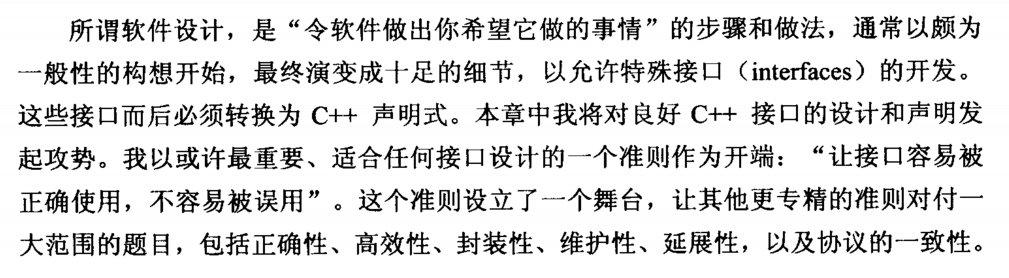 所谓软件设计，是“令软件做出你希望它做的事情”的步骤和做法，通常以颇为
一般性的构想开始，最终演变成十足的细节，以允许特殊接口（interfaces）的开发。
这些接口而后必须转换为 C++ 声明式。本章中我将对良好 C++ 接口的设计和声明发
起攻势。我以或许最重要、适合任何接口设计的一个准则作为开端：“让接口容易被
正确使用，不容易被误用”。这个准则设立了一个舞台，让其他更专精的准则对付一
大范围的题目，包括正确性、高效性、封装性、维护性、延展性，以及协议的一致性。